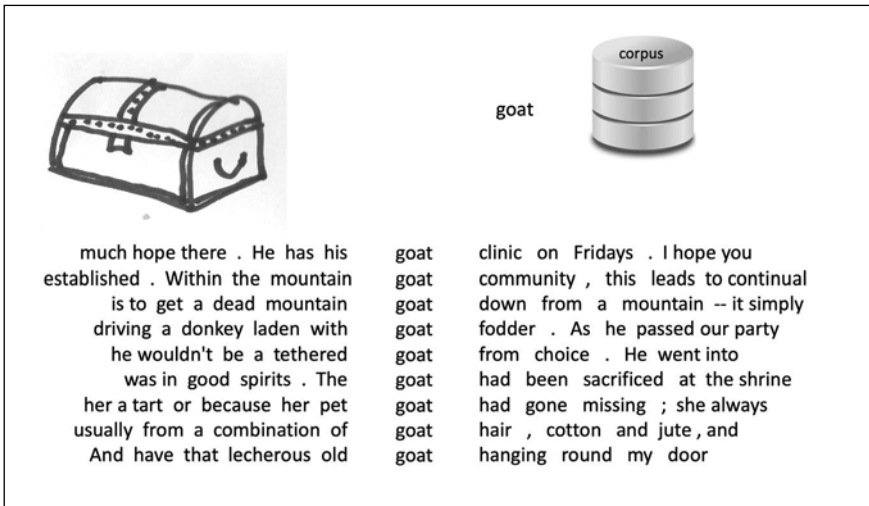 corpus
goat
much hope there . He has his goat clinic on Fridays . I hope you
established . Within the mountain goat community , this leads to continual
is to get a dead mountain goat down from a mountain -- it simply
driving a donkey laden with goat fodder . As he passed our party
he wouldn't be a tethered goat from choice . He went into
was in good spirits . The goat had been sacrificed at the shrine
her a tart or because her pet goat had gone missing ; she always
usually from a combination of goat hair , cotton and jute , and
And have that lecherous old goat hanging round my door